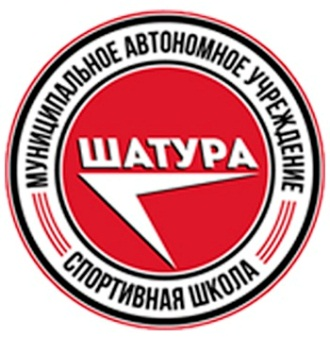 МУНИЦИПАЛЬНОЕ АВТОНОМНОЕ УЧРЕЖДЕНИЕ
ШАТУРА
СПОРТИВНАЯ ШКОЛА